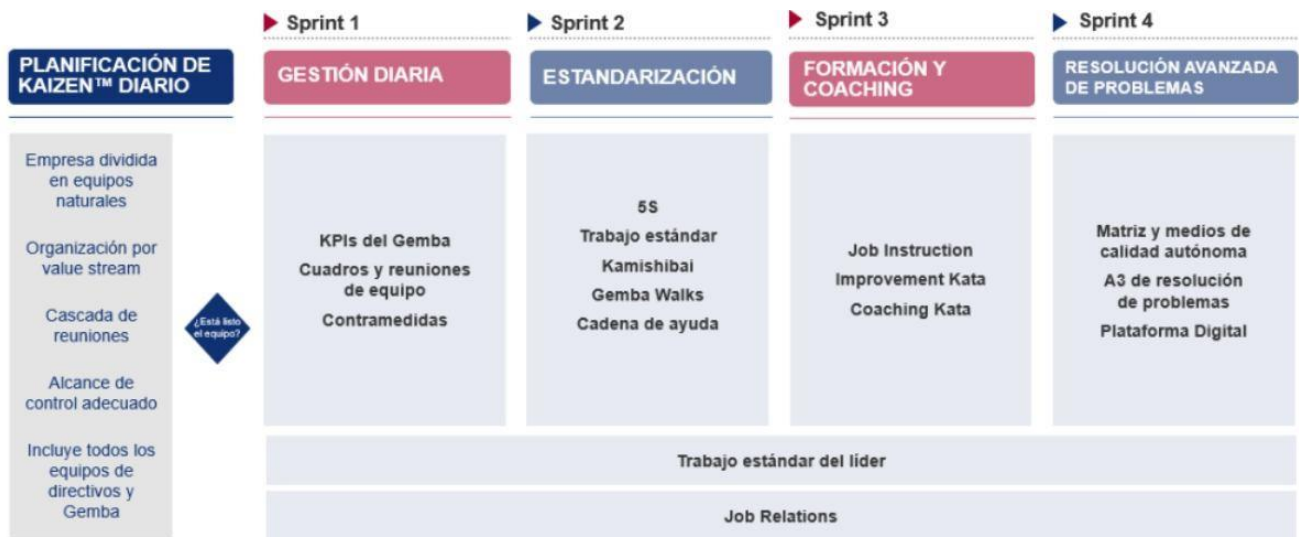 Sprint 1
Sprint 2
Sprint 3
Sprint 4
PLANIFICACIÓN DE
KAIZEN™ DIARIO
GESTIÓN DIARIA
ESTANDARIZACIÓN
FORMACIÓN Y
COACHING
RESOLUCIÓN AVANZADA
DE PROBLEMAS
Empresa dividida
en equipos
naturales
Organización por
value stream
Cascada de
reuniones
Alcance de
control adecuado
Incluye todos los
equipos de
directivos y
Gemba
¿Está listo
el equipo?
KPIs del Gemba
Cuadros y reuniones
de equipo
Contramedidas
5S
Trabajo estándar
Kamishibai
Gemba Walks
Cadena de ayuda
Job Instruction
Improvement Kata
Coaching Kata
Matriz y medios de
calidad autónoma
A3 de resolución
de problemas
Plataforma Digital
Trabajo estándar del líder
Job Relations